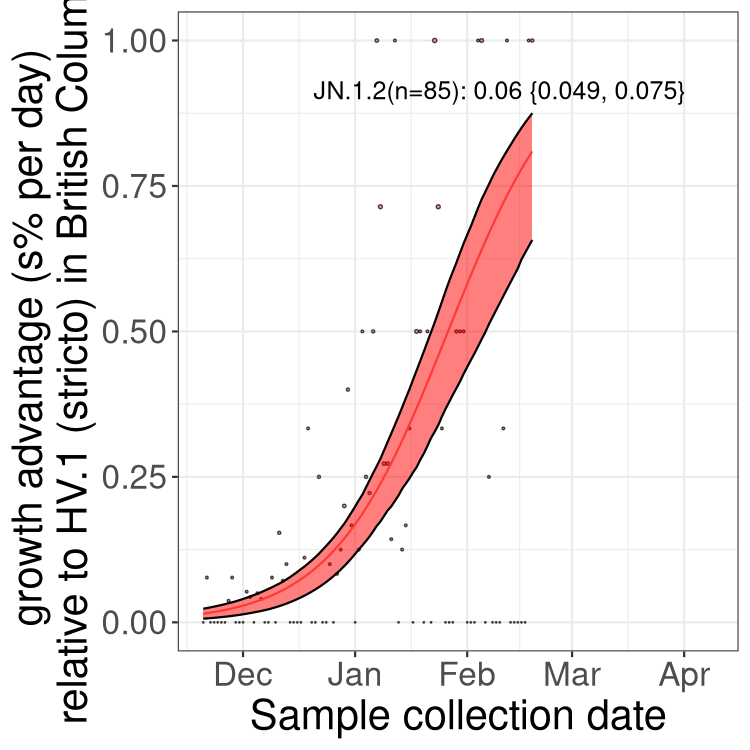 growth advantage (s% per day)
relative to HV.1 (stricto) in British Colum
1.00
0.75
0.50
0.25
0.00
JN.1.2(n=85): 0.06 {0.049, 0.075}
Dec Jan Feb Mar Apr
Sample collection date